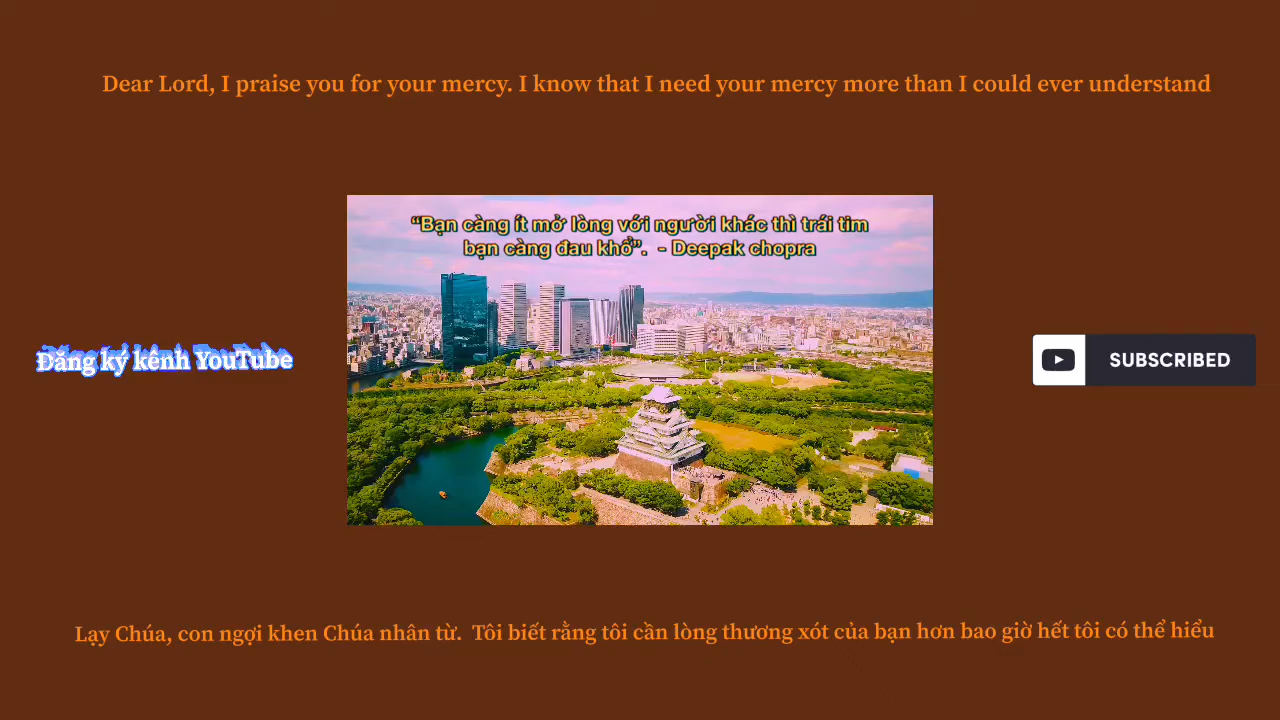 Dear Lord, I praise you for your mercy. I know that I need your mercy more than I could ever understand
“Bạn càng ít mở lòng với người khác thì trái tim
bạn càng đau khổ”.  - Deepak chopra
Đăng ký kênh YouTube
SUBSCRIBED
Lạy Chúa, con ngợi khen Chúa nhân từ.  Tôi biết rằng tôi cần lòng thương xót của bạn hơn bao giờ hết tôi có thể hiểu